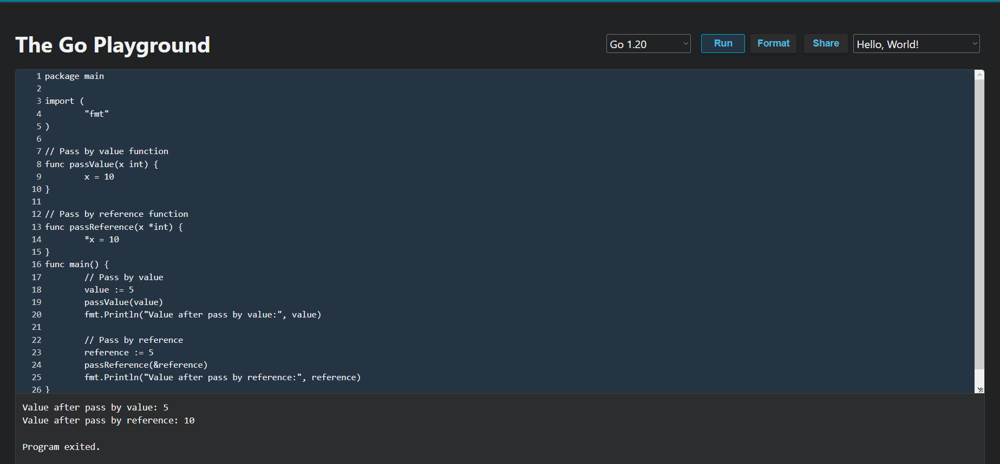 The Go Playground
Go 1.20 Run Format Share Hello, World!
1 package main
2
3 import (
4         "fmt"
5 )
6
7 // Pass by value function
8 func passValue(x int) {
9         x = 10
10 }
11
12 // Pass by reference function
13 func passReference(x *int) {
14         *x = 10
15 }
16 func main() {
17         // Pass by value
18         value := 5
19         passValue(value)
20         fmt.Println("Value after pass by value:", value)
21
22         // Pass by reference
23         reference := 5
24         passReference(&reference)
25         fmt.Println("Value after pass by reference:", reference)
26 }
Value after pass by value: 5
Value after pass by reference: 10
Program exited.